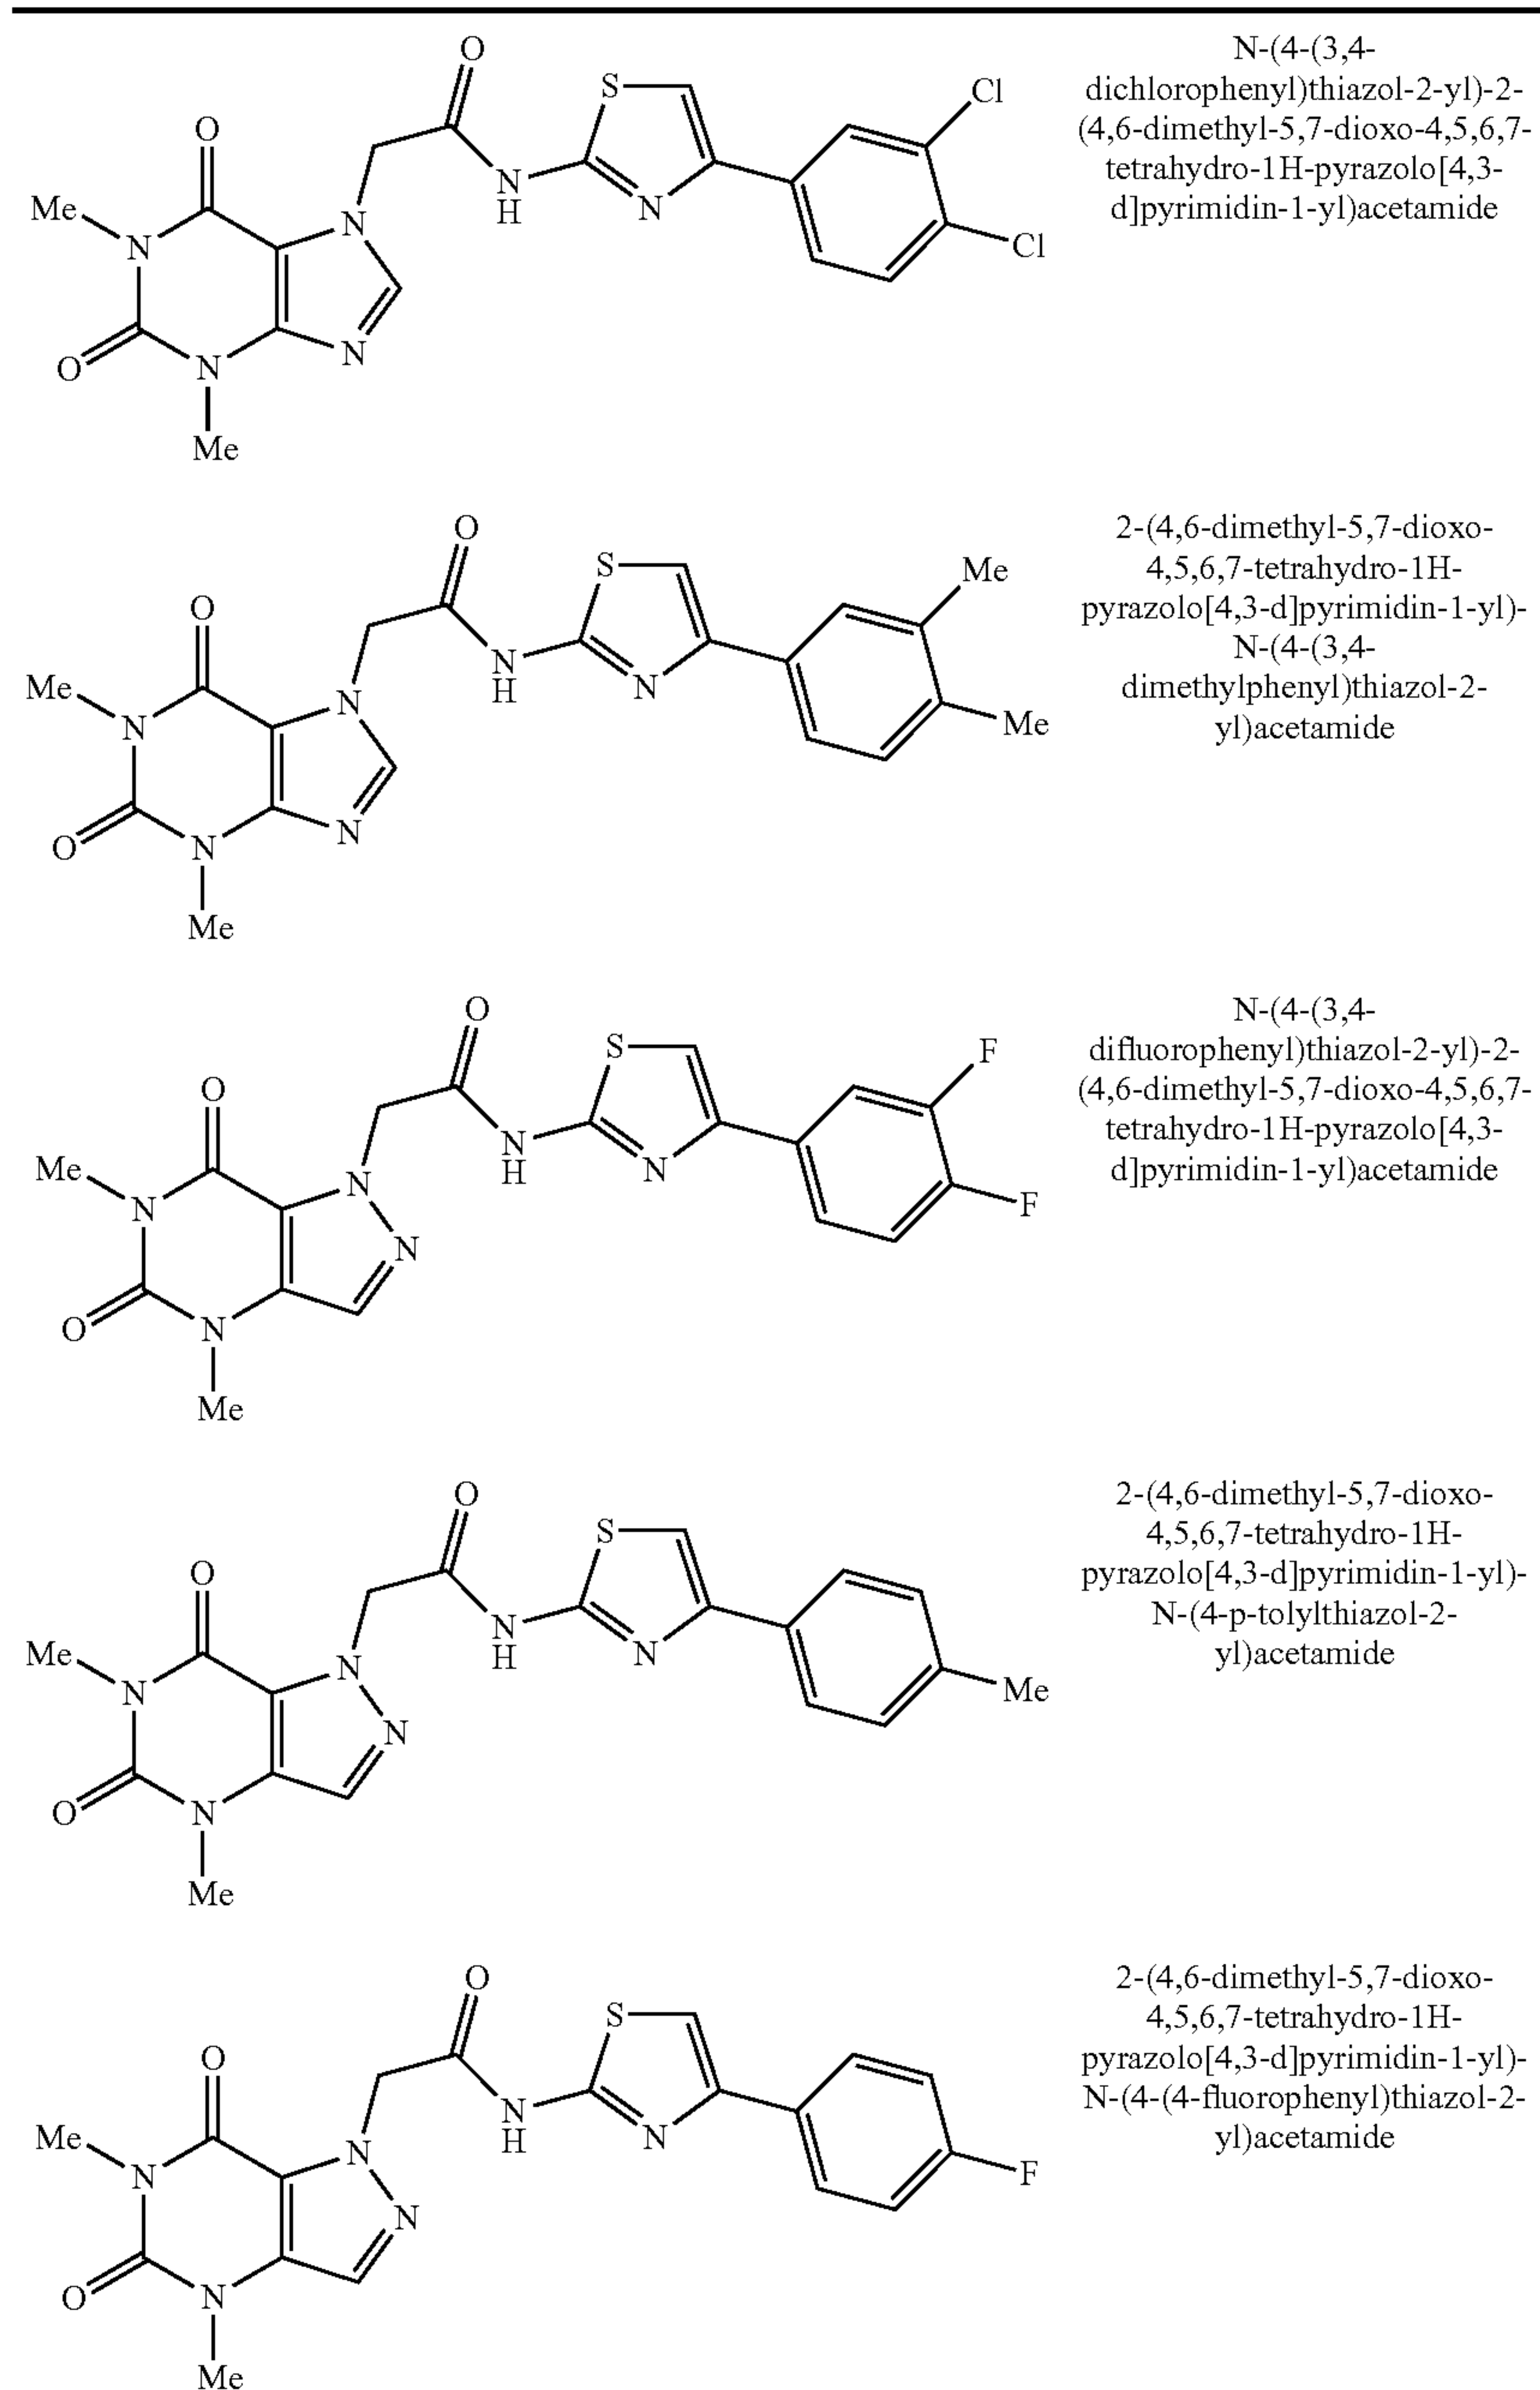 O
S
Cl
N-(4-(3,4-
dichlorophenyl)thiazol-2-yl)-2-
(4,6-dimethyl-5,7-dioxo-4,5,6,7-
tetrahydro-1H-pyrazolo[4,3-
d]pyrimidin-1-yl)acetamide
O
N
H
N
Me
N
N
Cl
O
N
N
Me
O
S
Me
2-(4,6-dimethyl-5,7-dioxo-
4,5,6,7-tetrahydro-1H-
pyrazolo[4,3-d]pyrimidin-1-yl)-
N-(4-(3,4-
dimethylphenyl)thiazol-2-
yl)acetamide
O
N
H
N
Me
N
N
Me
O
N
N
Me
O
S
F
N-(4-(3,4-
difluorophenyl)thiazol-2-yl)-2-
(4,6-dimethyl-5,7-dioxo-4,5,6,7-
tetrahydro-1H-pyrazolo[4,3-
d]pyrimidin-1-yl)acetamide
O
N
H
N
Me
N
N
F
N
O
N
Me
O
S
2-(4,6-dimethyl-5,7-dioxo-
4,5,6,7-tetrahydro-1H-
pyrazolo[4,3-d]pyrimidin-1-yl)-
N-(4-p-tolylthiazol-2-
yl)acetamide
O
N
H
N
Me
N
N
Me
N
O
N
Me
O
S
2-(4,6-dimethyl-5,7-dioxo-
4,5,6,7-tetrahydro-1H-
pyrazolo[4,3-d]pyrimidin-1-yl)-
N-(4-(4-fluorophenyl)thiazol-2-
yl)acetamide
O
N
H
N
Me
N
N
F
N
O
N
Me